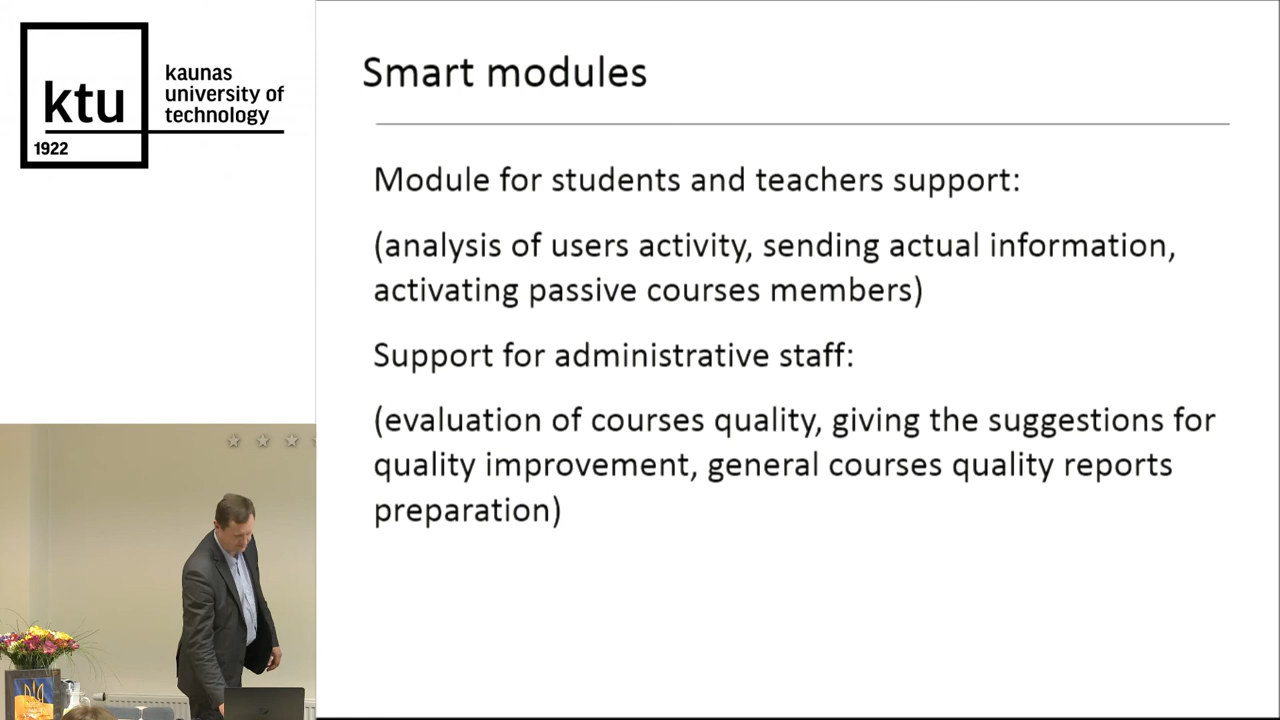 ktu
1922
kaunas
university of
technology
Smart modules
Module for students and teachers support:
(analysis of users activity, sending actual information,
activating passive courses members)
Support for administrative staff:
(evaluation of courses quality, giving the suggestions for
quality improvement, general courses quality reports
preparation)